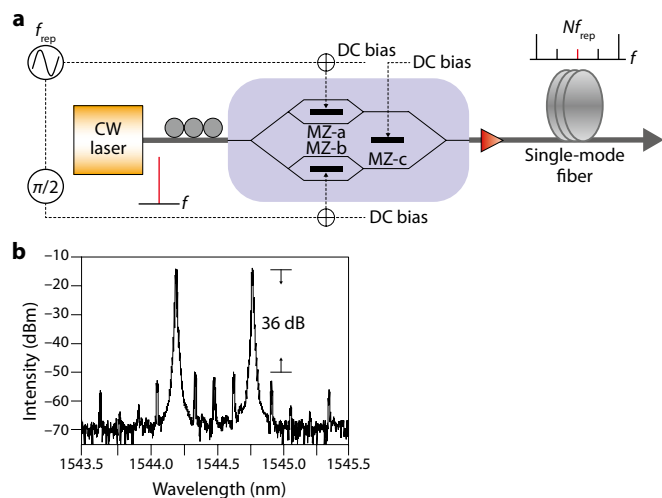 a
f_rep
DC bias
DC bias
Nf_rep
f
CW
laser
MZ-a
MZ-b
MZ-c
Single-mode
fiber
π/2
f
DC bias
b
Intensity (dBm)
–10
–20
–30
–40
–50
–60
–70
36 dB
1543.5
1544.0
1544.5
1545.0
1545.5
Wavelength (nm)